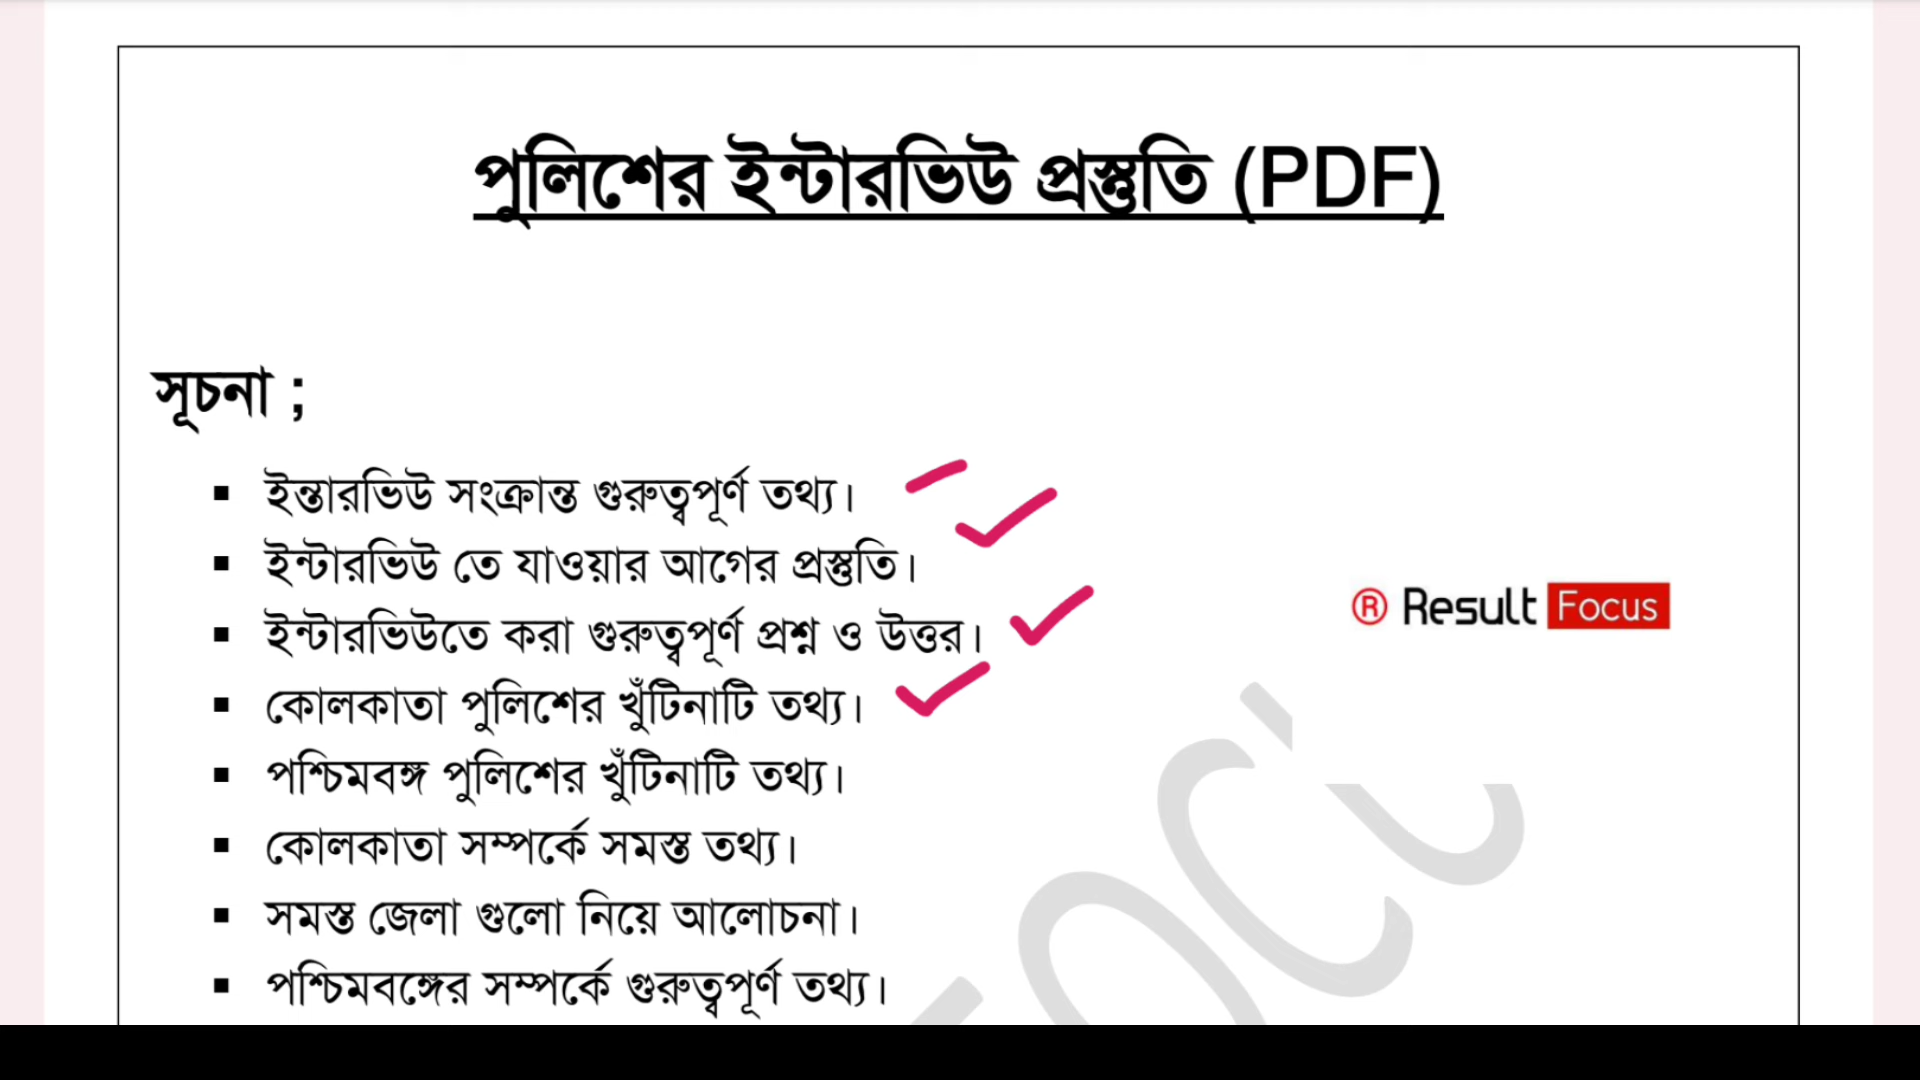 পুলিশের ইন্টারভিউ প্রস্তুতি (PDF)
সূচনা ;
▪ ইন্তারভিউ সংক্রান্ত গুরুত্বপূর্ণ তথ্য।
▪ ইন্টারভিউ তে যাওয়ার আগের প্রস্তুতি।
▪ ইন্টারভিউতে করা গুরুত্বপূর্ণ প্রশ্ন ও উত্তর।
▪ কোলকাতা পুলিশের খুঁটিনাটি তথ্য।
▪ পশ্চিমবঙ্গ পুলিশের খুঁটিনাটি তথ্য।
▪ কোলকাতা সম্পর্কে সমস্ত তথ্য।
▪ সমস্ত জেলা গুলো নিয়ে আলোচনা।
▪ পশ্চিমবঙ্গের সম্পর্কে গুরুত্বপূর্ণ তথ্য।
® Result Focus